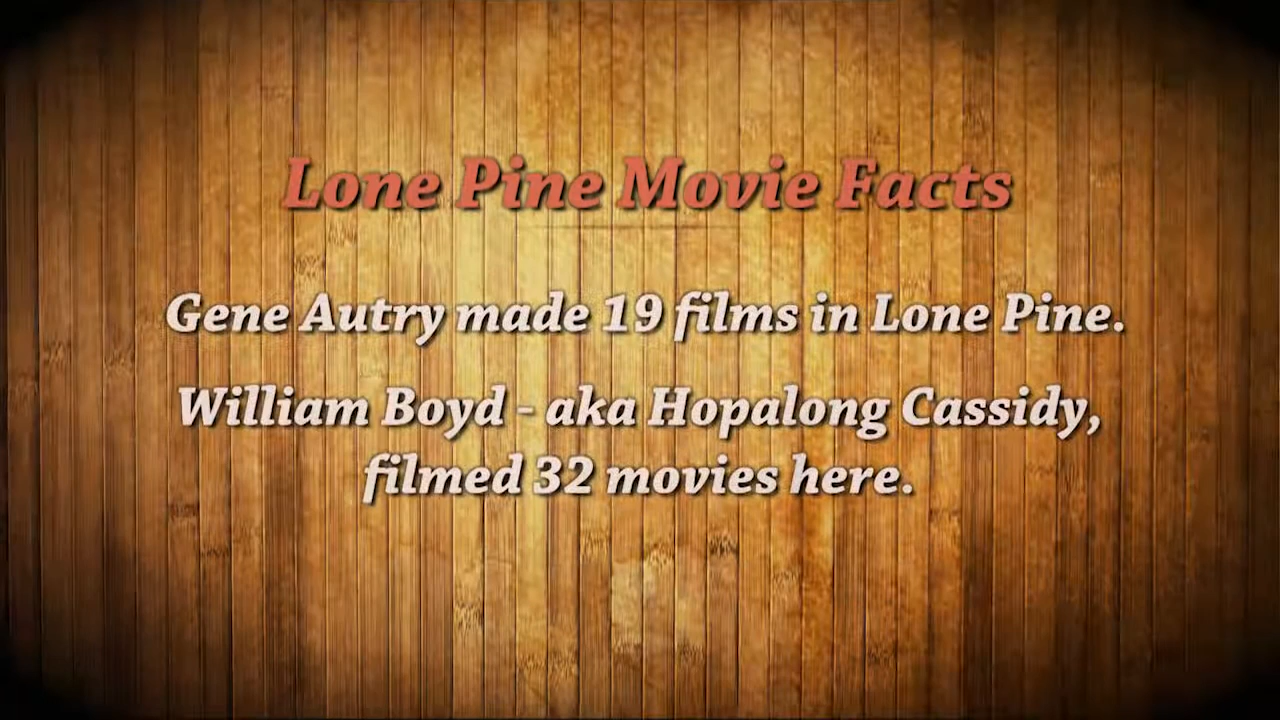 Lone Pine Movie Facts
Gene Autry made 19 films in Lone Pine.
William Boyd - aka Hopalong Cassidy,
filmed 32 movies here.